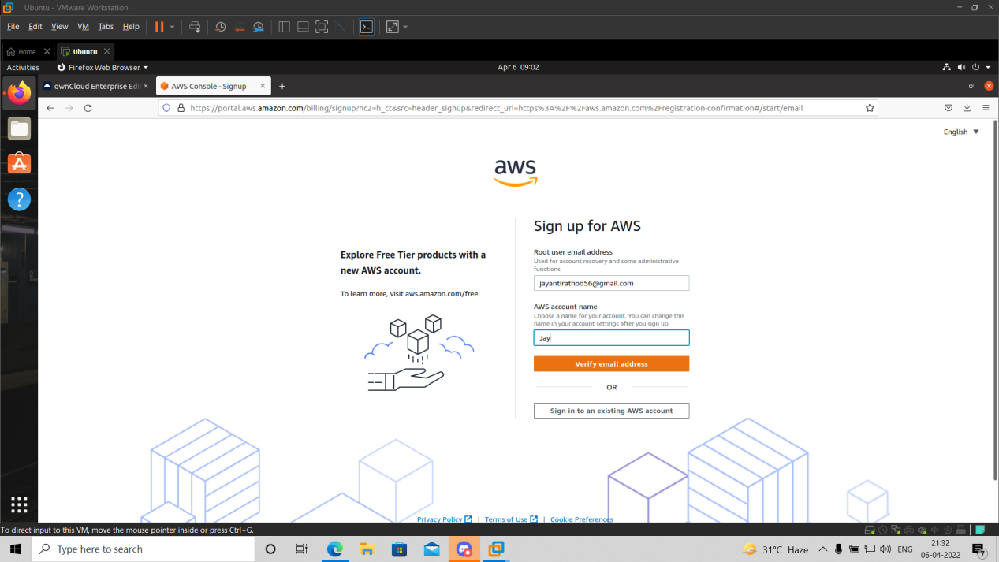 Ubuntu - VMware Workstation
File Edit View VM Tabs Help
Home Ubuntu
Activities Firefox Web Browser Apr 6 09:02
ownCloud Enterprise Edit AWS Console - Signup
https://portal.aws.amazon.com/billing/signup?nc2=h_ct&src=header_signup&redirect_url=https%3A%2F%2Faws.amazon.com%2Fregistration-confirmation#/start/email
English
aws
Explore Free Tier products with a
new AWS account.
To learn more, visit aws.amazon.com/free.
Sign up for AWS
Root user email address
Used for account recovery and some administrative
functions
jayantirathod56@gmail.com
AWS account name
Choose a name for your account. You can change this
name in your account settings after you sign up.
Jay
Verify email address
OR
Sign in to an existing AWS account
Privacy Policy | Terms of Use | Cookie Preferences
To direct input to this VM, move the mouse pointer inside or press Ctrl+G.
Type here to search
31°C Haze
ENG
21:32
06-04-2022
7